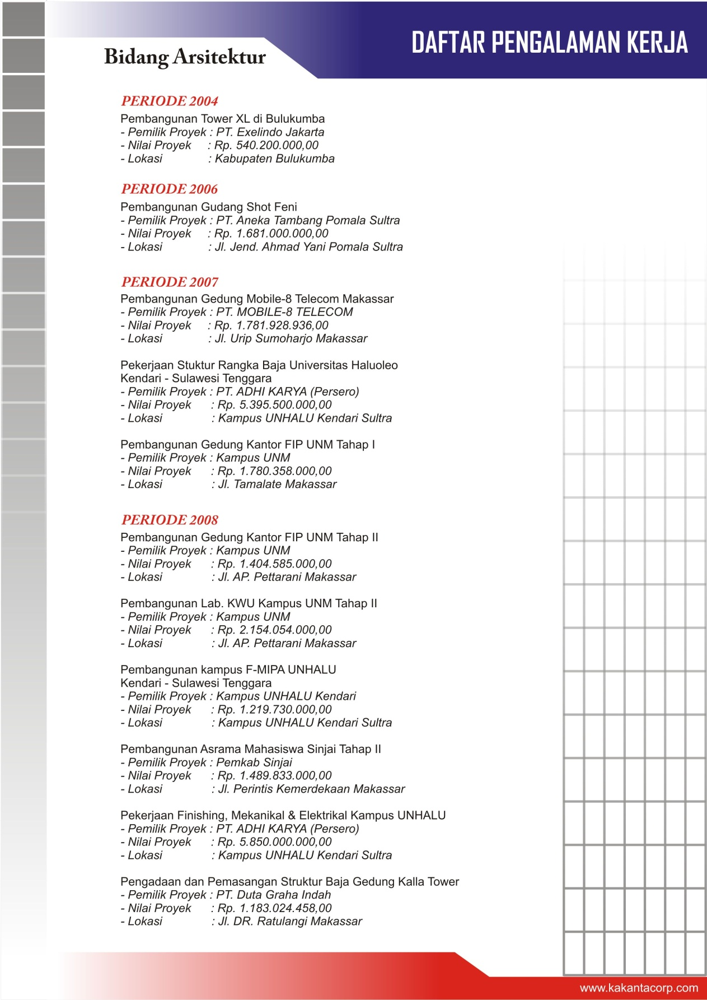 DAFTAR PENGALAMAN KERJA
Bidang Arsitektur
PERIODE 2004
Pembangunan Tower XL di Bulukumba
- Pemilik Proyek : PT. Exelindo Jakarta
- Nilai Proyek : Rp. 540.200.000,00
- Lokasi : Kabupaten Bulukumba
PERIODE 2006
Pembangunan Gudang Shot Feni
- Pemilik Proyek : PT. Aneka Tambang Pomala Sultra
- Nilai Proyek : Rp. 1.681.000.000,00
- Lokasi : Jl. Jend. Ahmad Yani Pomala Sultra
PERIODE 2007
Pembangunan Gedung Mobile-8 Telecom Makassar
- Pemilik Proyek : PT. MOBILE-8 TELECOM
- Nilai Proyek : Rp. 1.781.928.936,00
- Lokasi : Jl. Urip Sumoharjo Makassar
Pekerjaan Stuktur Rangka Baja Universitas Haluoleo
Kendari - Sulawesi Tenggara
- Pemilik Proyek : PT. ADHI KARYA (Persero)
- Nilai Proyek : Rp. 5.395.500.000,00
- Lokasi : Kampus UNHALU Kendari Sultra
Pembangunan Gedung Kantor FIP UNM Tahap I
- Pemilik Proyek : Kampus UNM
- Nilai Proyek : Rp. 1.780.358.000,00
- Lokasi : Jl. Tamalate Makassar
PERIODE 2008
Pembangunan Gedung Kantor FIP UNM Tahap II
- Pemilik Proyek : Kampus UNM
- Nilai Proyek : Rp. 1.404.585.000,00
- Lokasi : Jl. AP. Pettarani Makassar
Pembangunan Lab. KWU Kampus UNM Tahap II
- Pemilik Proyek : Kampus UNM
- Nilai Proyek : Rp. 2.154.054.000,00
- Lokasi : Jl. AP. Pettarani Makassar
Pembangunan kampus F-MIPA UNHALU
Kendari - Sulawesi Tenggara
- Pemilik Proyek : Kampus UNHALU Kendari
- Nilai Proyek : Rp. 1.219.730.000,00
- Lokasi : Kampus UNHALU Kendari Sultra
Pembangunan Asrama Mahasiswa Sinjai Tahap II
- Pemilik Proyek : Pemkab Sinjai
- Nilai Proyek : Rp. 1.489.833.000,00
- Lokasi : Jl. Perintis Kemerdekaan Makassar
Pekerjaan Finishing, Mekanikal & Elektrikal Kampus UNHALU
- Pemilik Proyek : PT. ADHI KARYA (Persero)
- Nilai Proyek : Rp. 5.850.000.000,00
- Lokasi : Kampus UNHALU Kendari Sultra
Pengadaan dan Pemasangan Struktur Baja Gedung Kalla Tower
- Pemilik Proyek : PT. Duta Graha Indah
- Nilai Proyek : Rp. 1.183.024.458,00
- Lokasi : Jl. DR. Ratulangi Makassar
www.kakantacorp.com